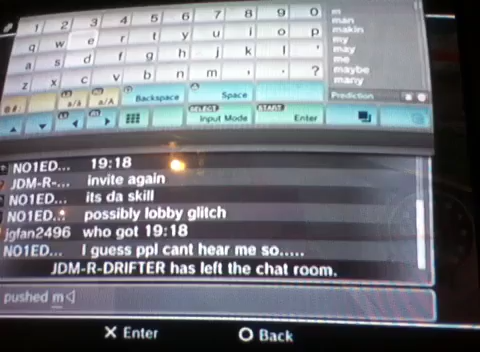 1 2 3 4 5 6 7 8 9 0
q w e r t y u i o p
a s d f g h j k l '
z x c v b n m , . ?
a/â a/A Backspace Space
SELECT Input Mode START Enter
m
man
makin
my
may
me
maybe
many
Prediction
NO1ED... 19:18
JDM-R-... invite again
NO1ED... its da skill
NO1ED... possibly lobby glitch
jgfan2496 who got 19:18
NO1ED... I guess ppl cant hear me so.....
JDM-R-DRIFTER has left the chat room.
pushed m
X Enter O Back